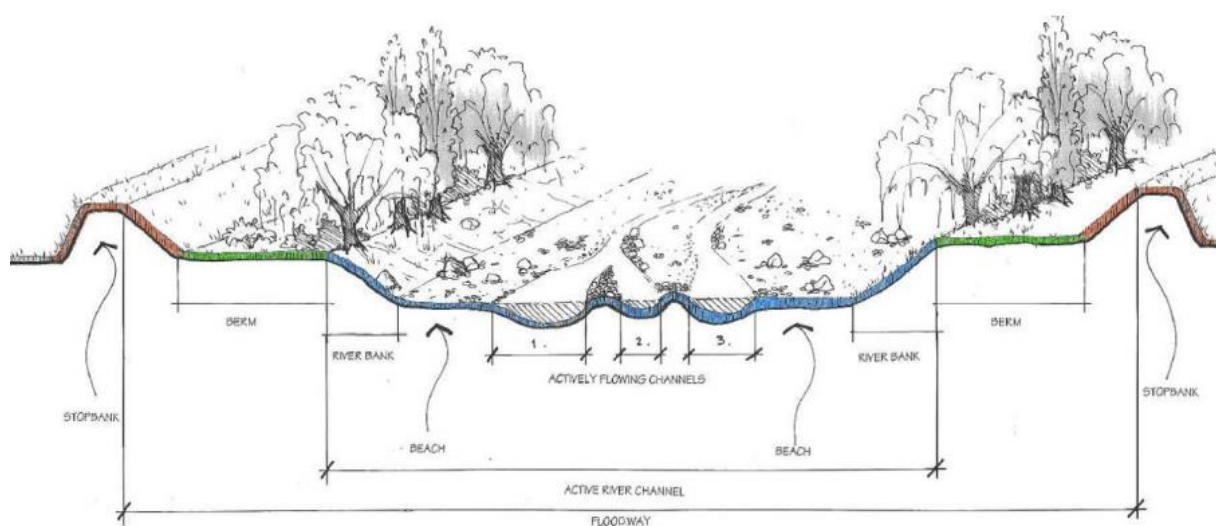 BERM
RIVER BANK
1.
2.
3.
RIVER BANK
BERM
ACTIVELY FLOWING CHANNELS
STOPBANK
STOPBANK
BEACH
BEACH
ACTIVE RIVER CHANNEL
FLOODWAY